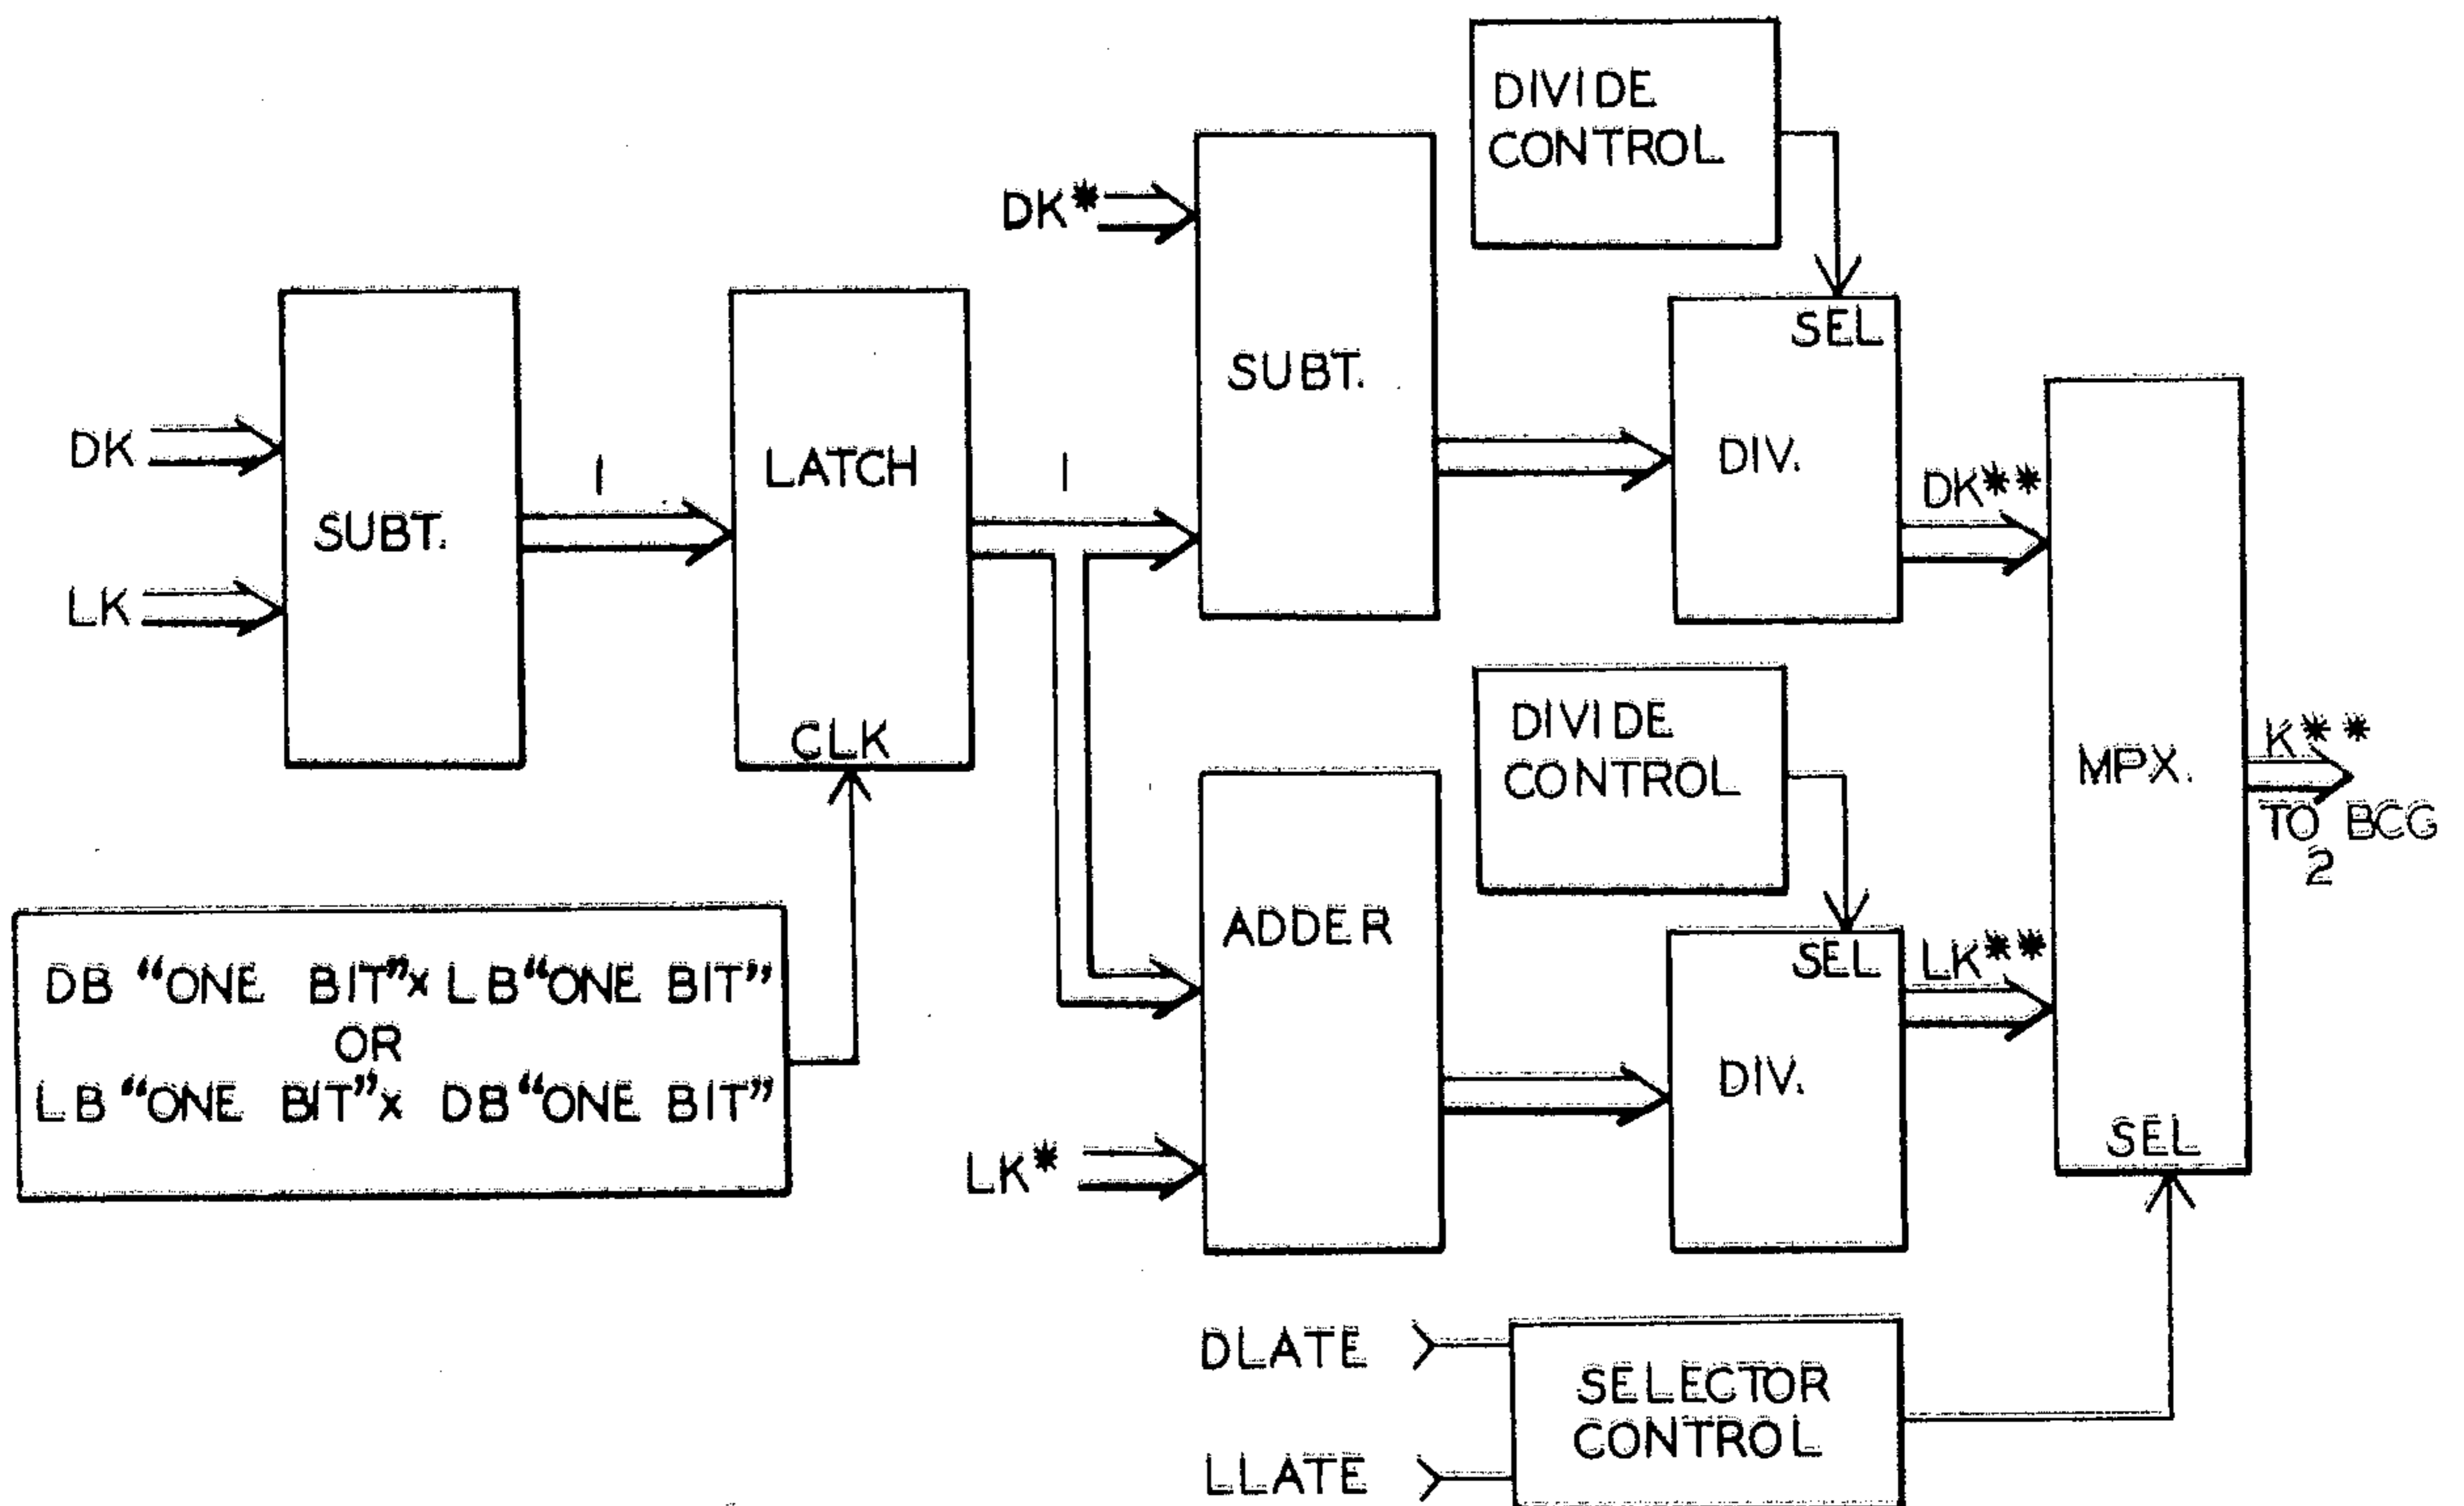 DIVIDE
CONTROL
DK*
SEL
SUBT.
DK
I
LATCH
I
DIV.
DK**
SUBT.
LK
DIVIDE
CONTROL
CLK
MPX.
K**
TO BCG
2
ADDER
SEL
LK**
DB "ONE BIT"x LB"ONE BIT"
OR
LB "ONE BIT"x DB"ONE BIT"
DIV.
LK*
SEL
DLATE
SELECTOR
CONTROL
LLATE